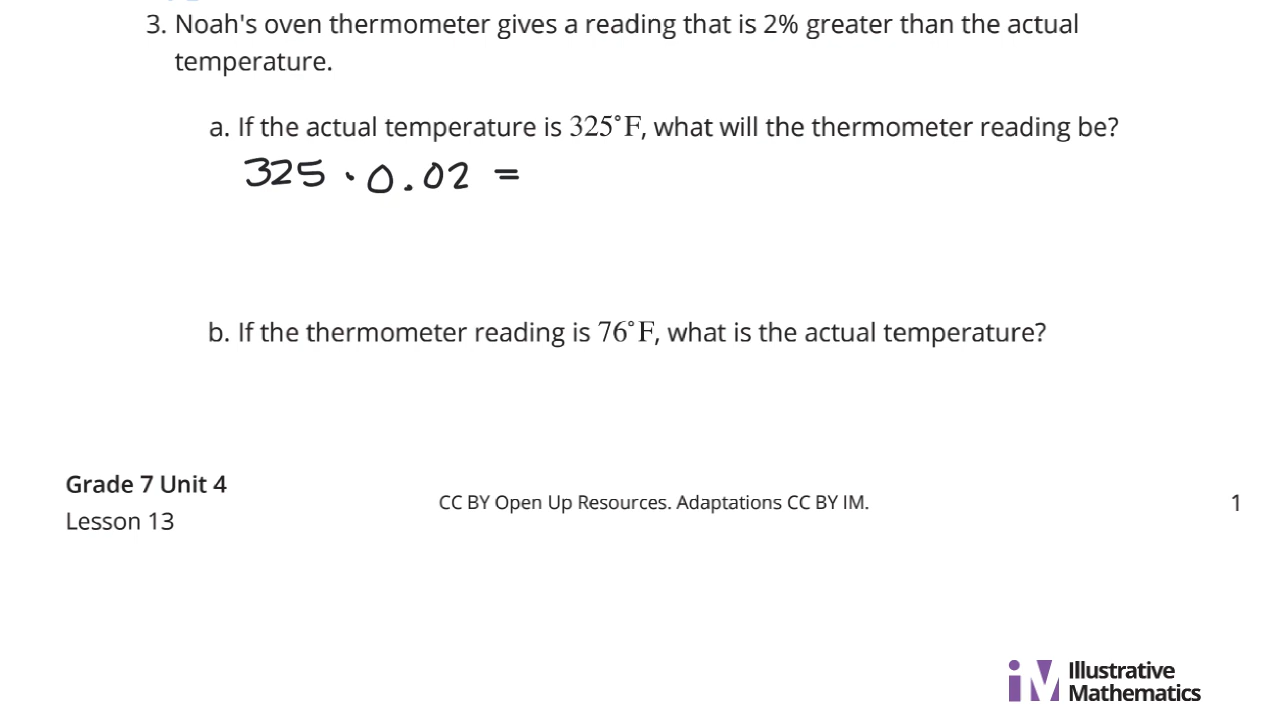 3. Noah's oven thermometer gives a reading that is 2% greater than the actual
temperature.
a. If the actual temperature is 325°F, what will the thermometer reading be?
325 · 0.02 =
b. If the thermometer reading is 76°F, what is the actual temperature?
Grade 7 Unit 4
Lesson 13
CC BY Open Up Resources. Adaptations CC BY IM.
1
iM Illustrative
Mathematics